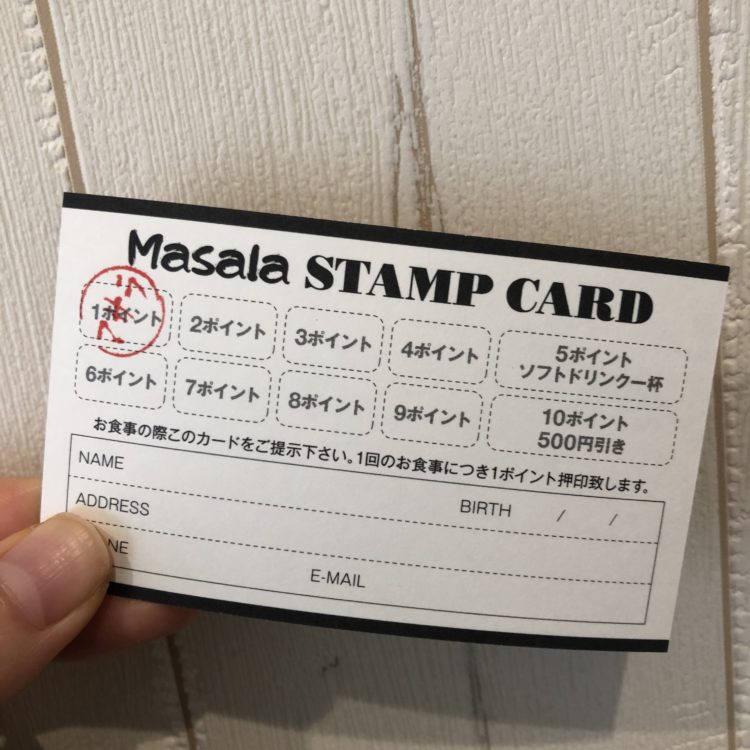 Masala STAMP CARD
1ポイント 2ポイント 3ポイント 4ポイント 5ポイント
ソフトドリンク一杯
6ポイント 7ポイント 8ポイント 9ポイント 10ポイント
500円引き
お食事の際このカードをご提示下さい。1回のお食事につき1ポイント押印致します。
NAME
ADDRESS BIRTH / /
E-MAIL